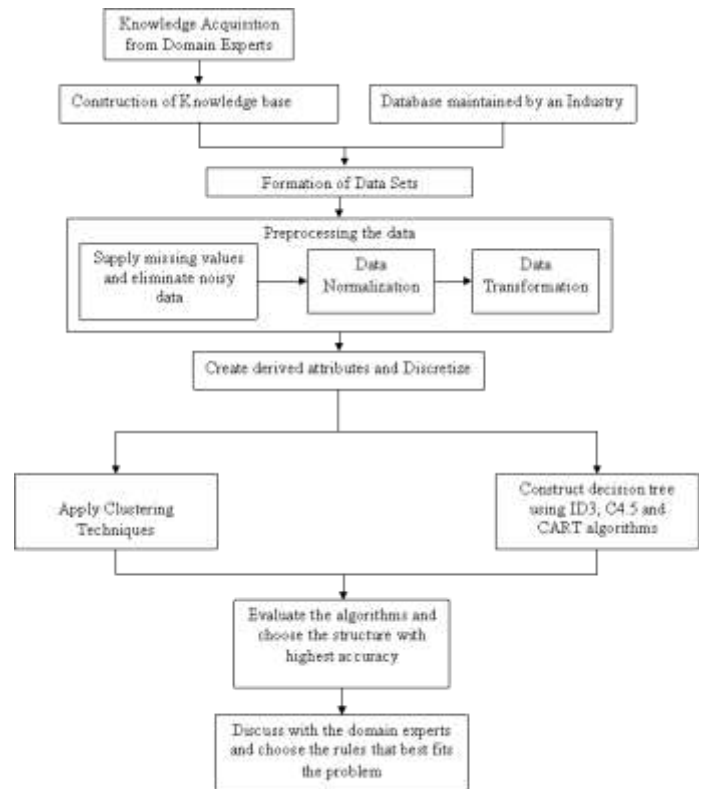 Knowledge Acquisition
from Domain Experts
Construction of Knowledge base
Database maintained by an Industry
Formation of Data Sets
Preprocessing the data
Supply missing values
and eliminate noisy
data
Data
Normalization
Data
Transformation
Create derived attributes and Discretize
Apply Clustering
Techniques
Construct decision tree
using ID3, C4.5 and
CART algorithms
Evaluate the algorithms and
choose the structure with
highest accuracy
Discuss with the domain experts
and choose the rules that best fits
the problem